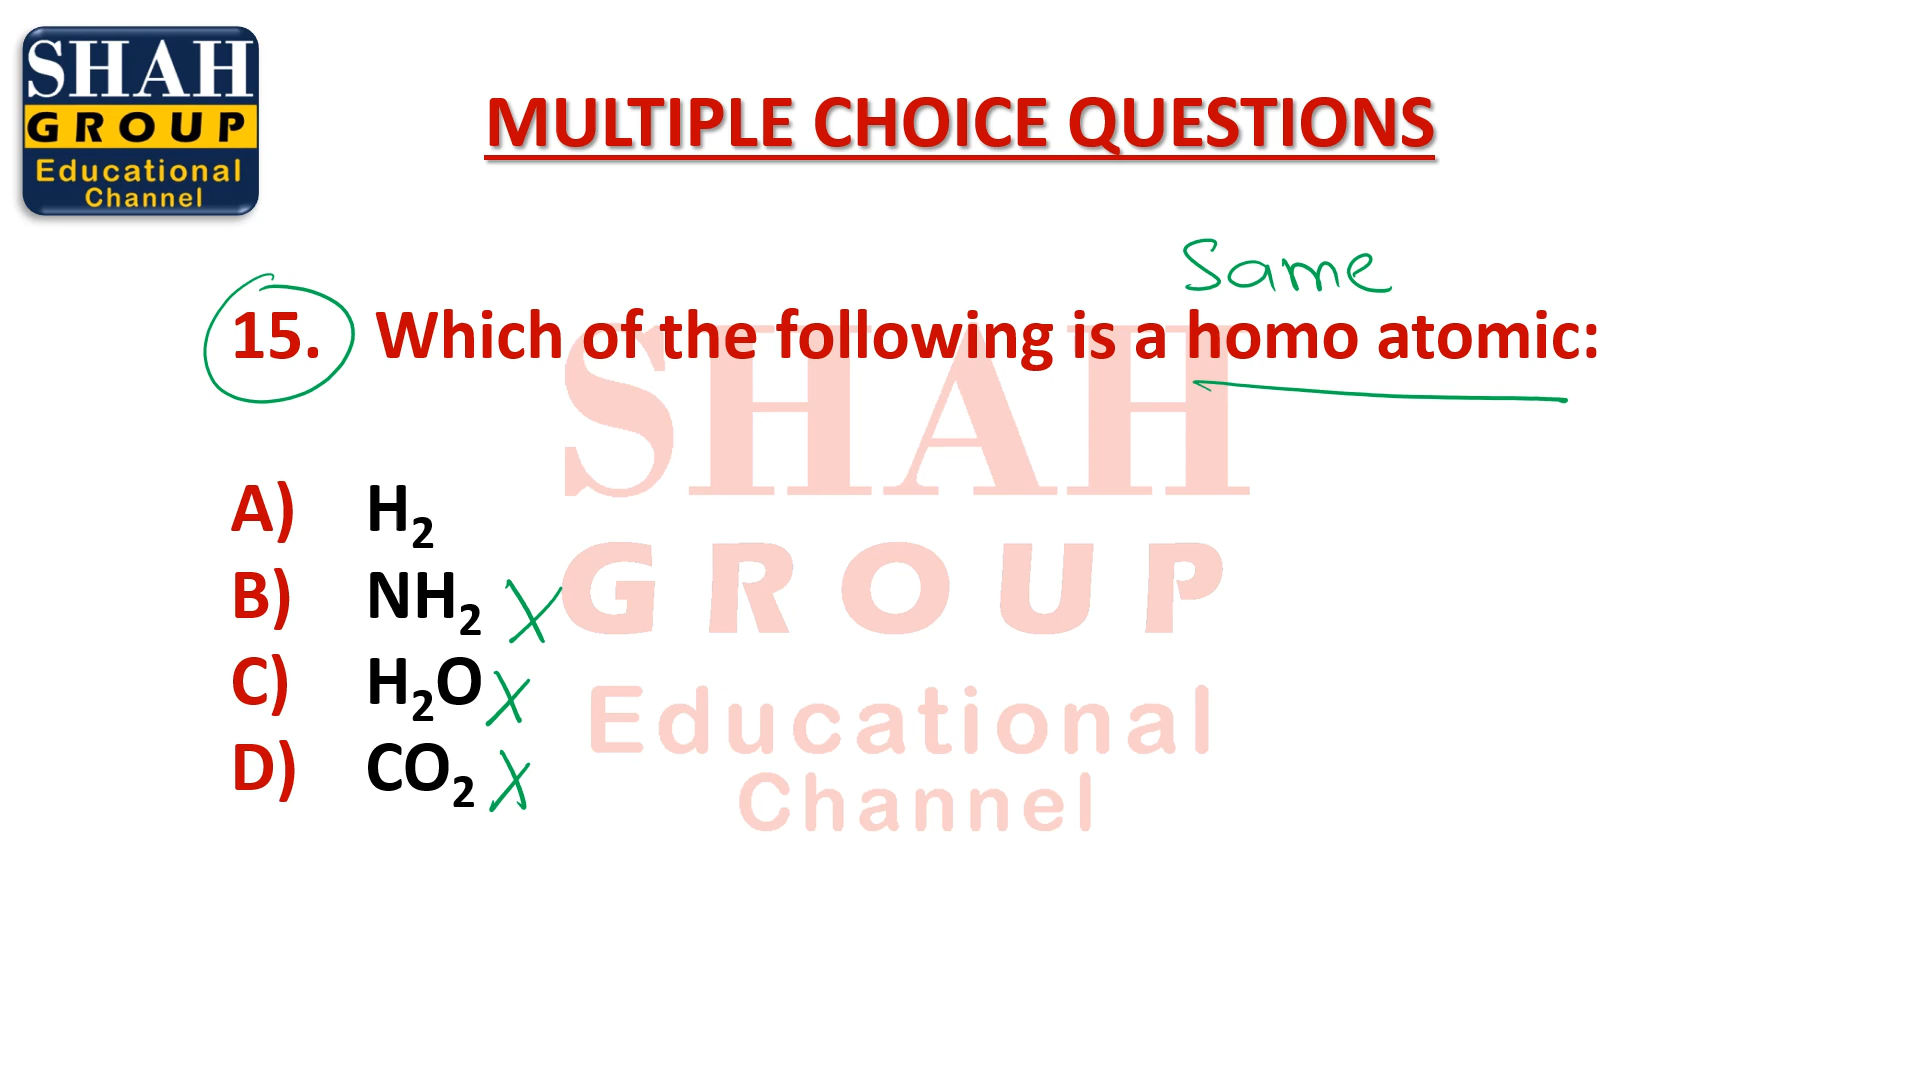 SHAH
GROUP
Educational
Channel
MULTIPLE CHOICE QUESTIONS
Same
15. Which of the following is a homo atomic:
A) H₂
B) NH₂ X
C) H₂O X
D) CO₂ X
SHAH
GROUP
Educational
Channel